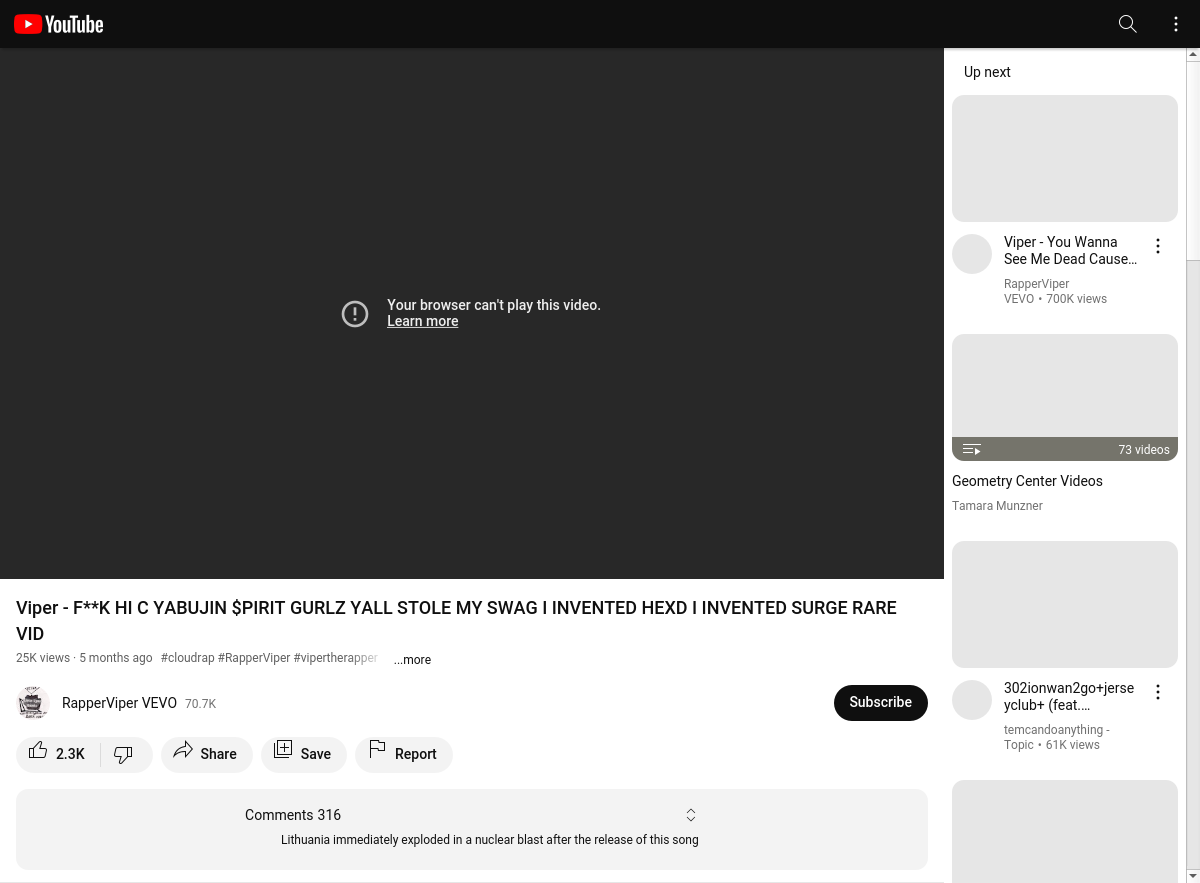 YouTube
Up next
Your browser can't play this video.
Learn more
Viper - You Wanna
See Me Dead Cause...
RapperViper
VEVO • 700K views
73 videos
Geometry Center Videos
Tamara Munzner
302ionwan2go+jerse
yclub+ (feat....
temcandoanything -
Topic • 61K views
Viper - F**K HI C YABUJIN $PIRIT GURLZ YALL STOLE MY SWAG I INVENTED HEXD I INVENTED SURGE RARE
VID
25K views · 5 months ago #cloudrap #RapperViper #vipertherapper ...more
RapperViper VEVO 70.7K
Subscribe
2.3K Share Save Report
Comments 316
Lithuania immediately exploded in a nuclear blast after the release of this song